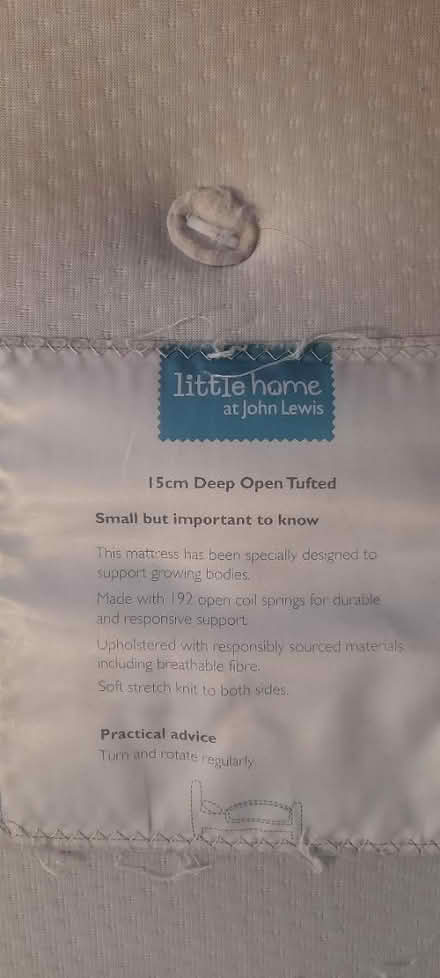 little home
at John Lewis
15cm Deep Open Tufted
Small but important to know
This mattress has been specially designed to
support growing bodies.
Made with 192 open coil springs for durable
and responsive support.
Upholstered with responsibly sourced materials
including breathable fibre.
Soft stretch knit to both sides.
Practical advice
Turn and rotate regularly.